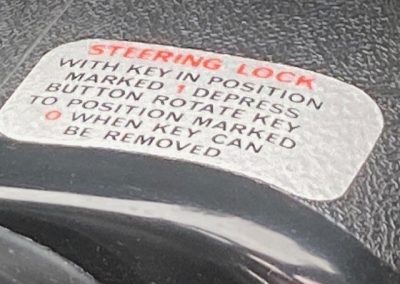 STEERING LOCK
WITH KEY IN POSITION
MARKED 1 DEPRESS
BUTTON ROTATE KEY
TO POSITION MARKED
0 WHEN KEY CAN
BE REMOVED